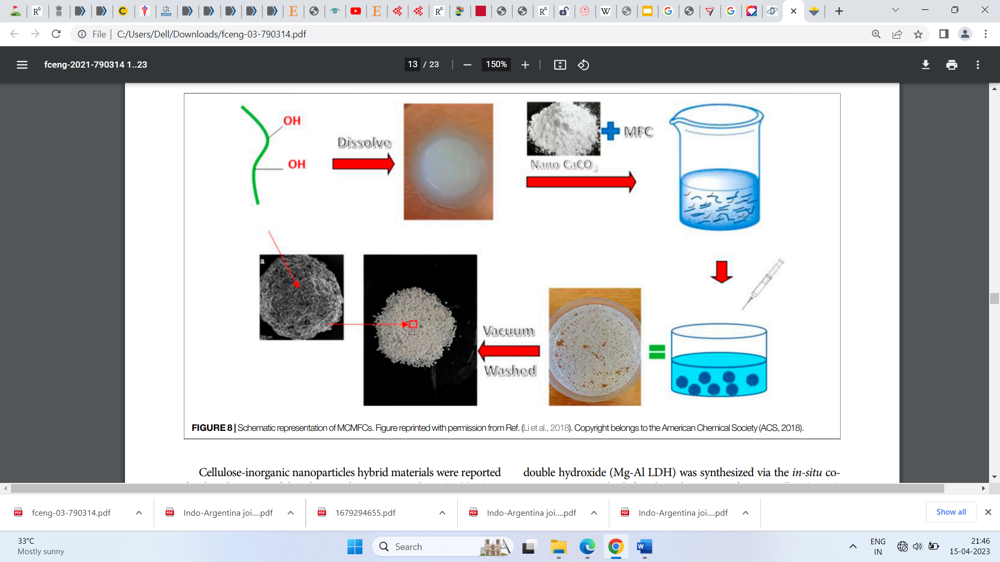 File
C:/Users/Dell/Downloads/fceng-03-790314.pdf
fceng-2021-790314 1..23
13 / 23
150%
OH
OH
Dissolve
MFC
Nano CaCO3
a
Vacuum
Washed
FIGURE 8 | Schematic representation of MCMFCs. Figure reprinted with permission from Ref. (Li et al., 2018). Copyright belongs to the American Chemical Society (ACS, 2018).
Cellulose-inorganic nanoparticles hybrid materials were reported
double hydroxide (Mg-Al LDH) was synthesized via the in-situ co-
fceng-03-790314.pdf
Indo-Argentina joi....pdf
1679294655.pdf
Indo-Argentina joi....pdf
Indo-Argentina joi....pdf
Show all
33°C
Mostly sunny
Search
ENG
IN
21:46
15-04-2023